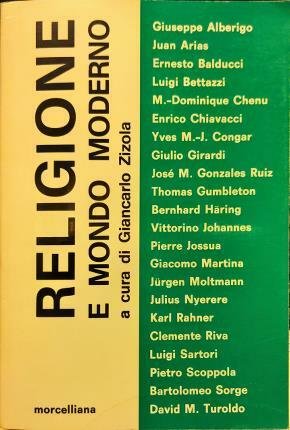 RELIGIONE
E MONDO MODERNO
a cura di Giancarlo Zizola
morcelliana
Giuseppe Alberigo
Juan Arias
Ernesto Balducci
Luigi Bettazzi
M.-Dominique Chenu
Enrico Chiavacci
Yves M.-J. Congar
Giulio Girardi
José M. Gonzales Ruiz
Thomas Gumbleton
Bernhard Häring
Vittorino Johannes
Pierre Jossua
Giacomo Martina
Jürgen Moltmann
Julius Nyerere
Karl Rahner
Clemente Riva
Luigi Sartori
Pietro Scoppola
Bartolomeo Sorge
David M. Turoldo